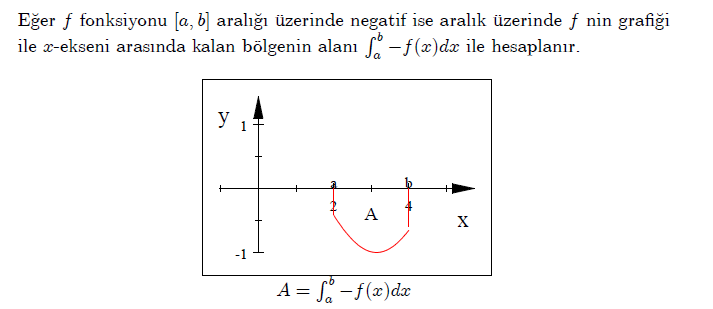 Eğer f fonksiyonu [a, b] aralığı üzerinde negatif ise aralık üzerinde f nin grafiği
ile x-ekseni arasında kalan bölgenin alanı ∫_a^b −f(x)dx ile hesaplanır.
y 1
a b
2 4
A
x
-1
A = ∫_a^b −f(x)dx